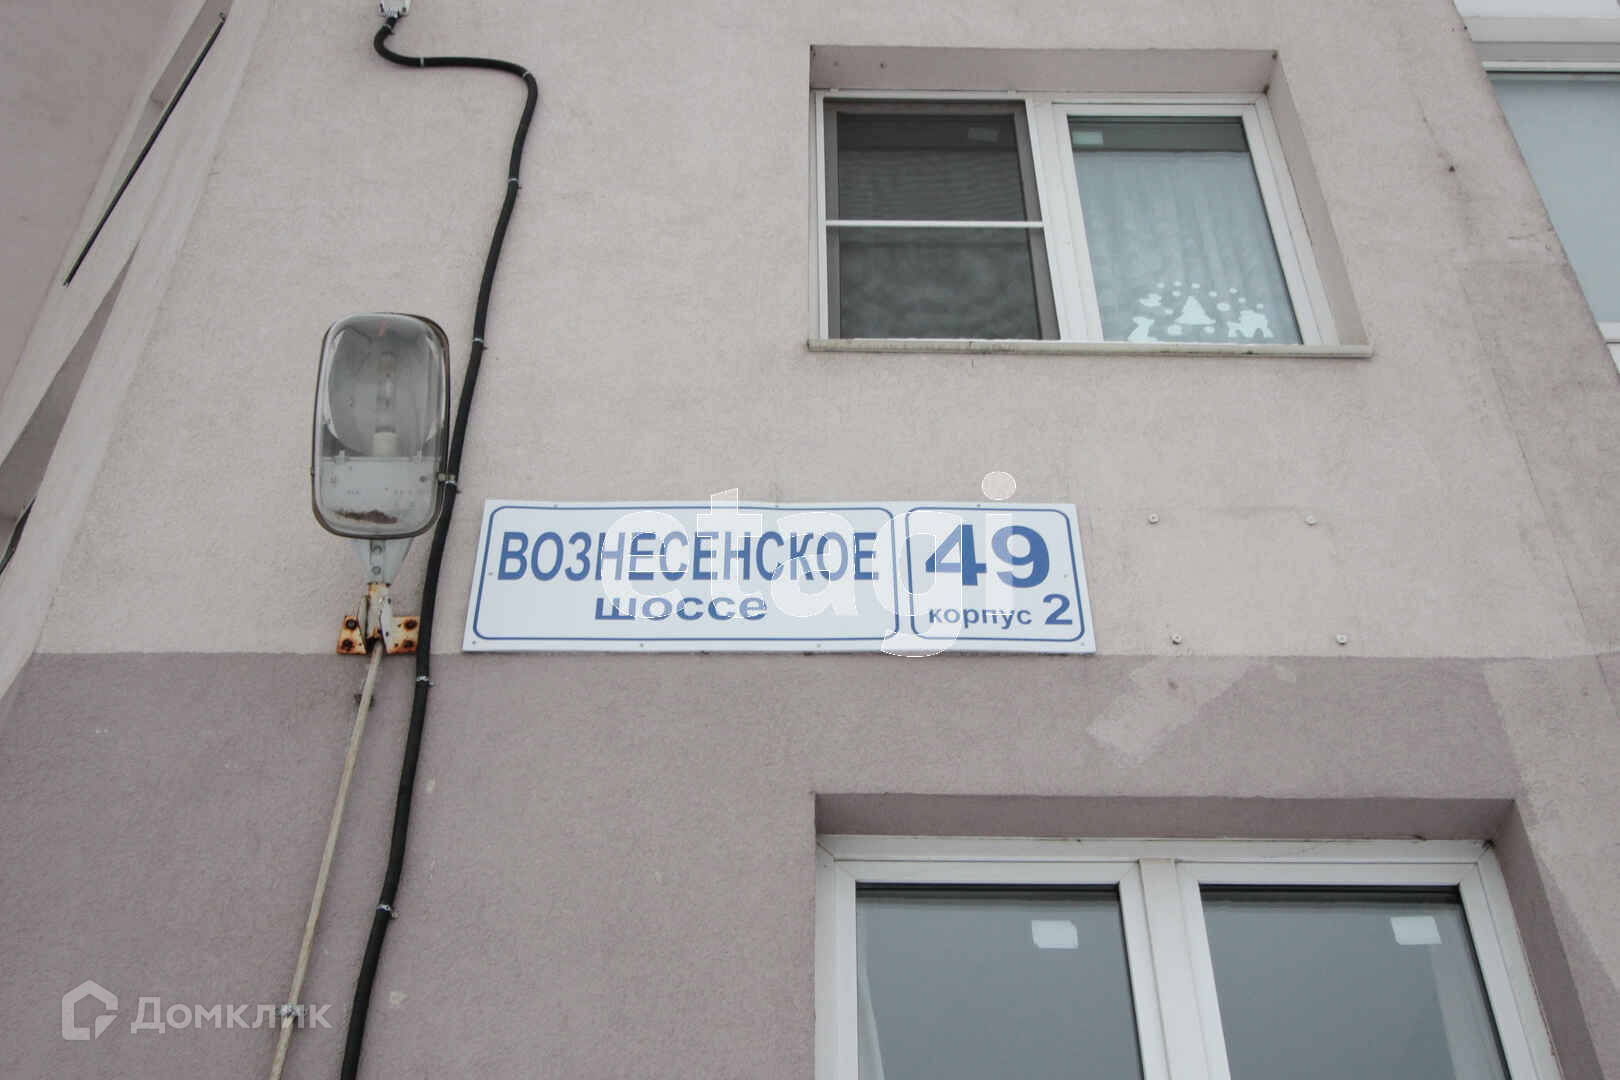 ВОЗНЕСЕНСКОЕ
шоссе
49
корпус 2
etagi
Домклик